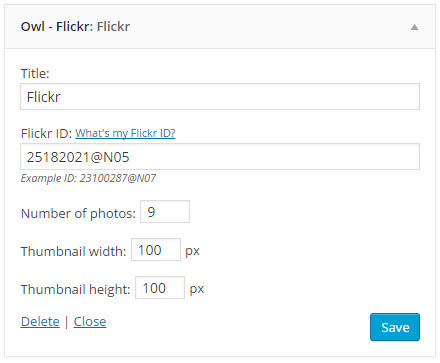 Owl - Flickr: Flickr
Title:
Flickr
Flickr ID: What's my Flickr ID?
25182021@N05
Example ID: 23100287@N07
Number of photos: 9
Thumbnail width: 100 px
Thumbnail height: 100 px
Delete | Close
Save